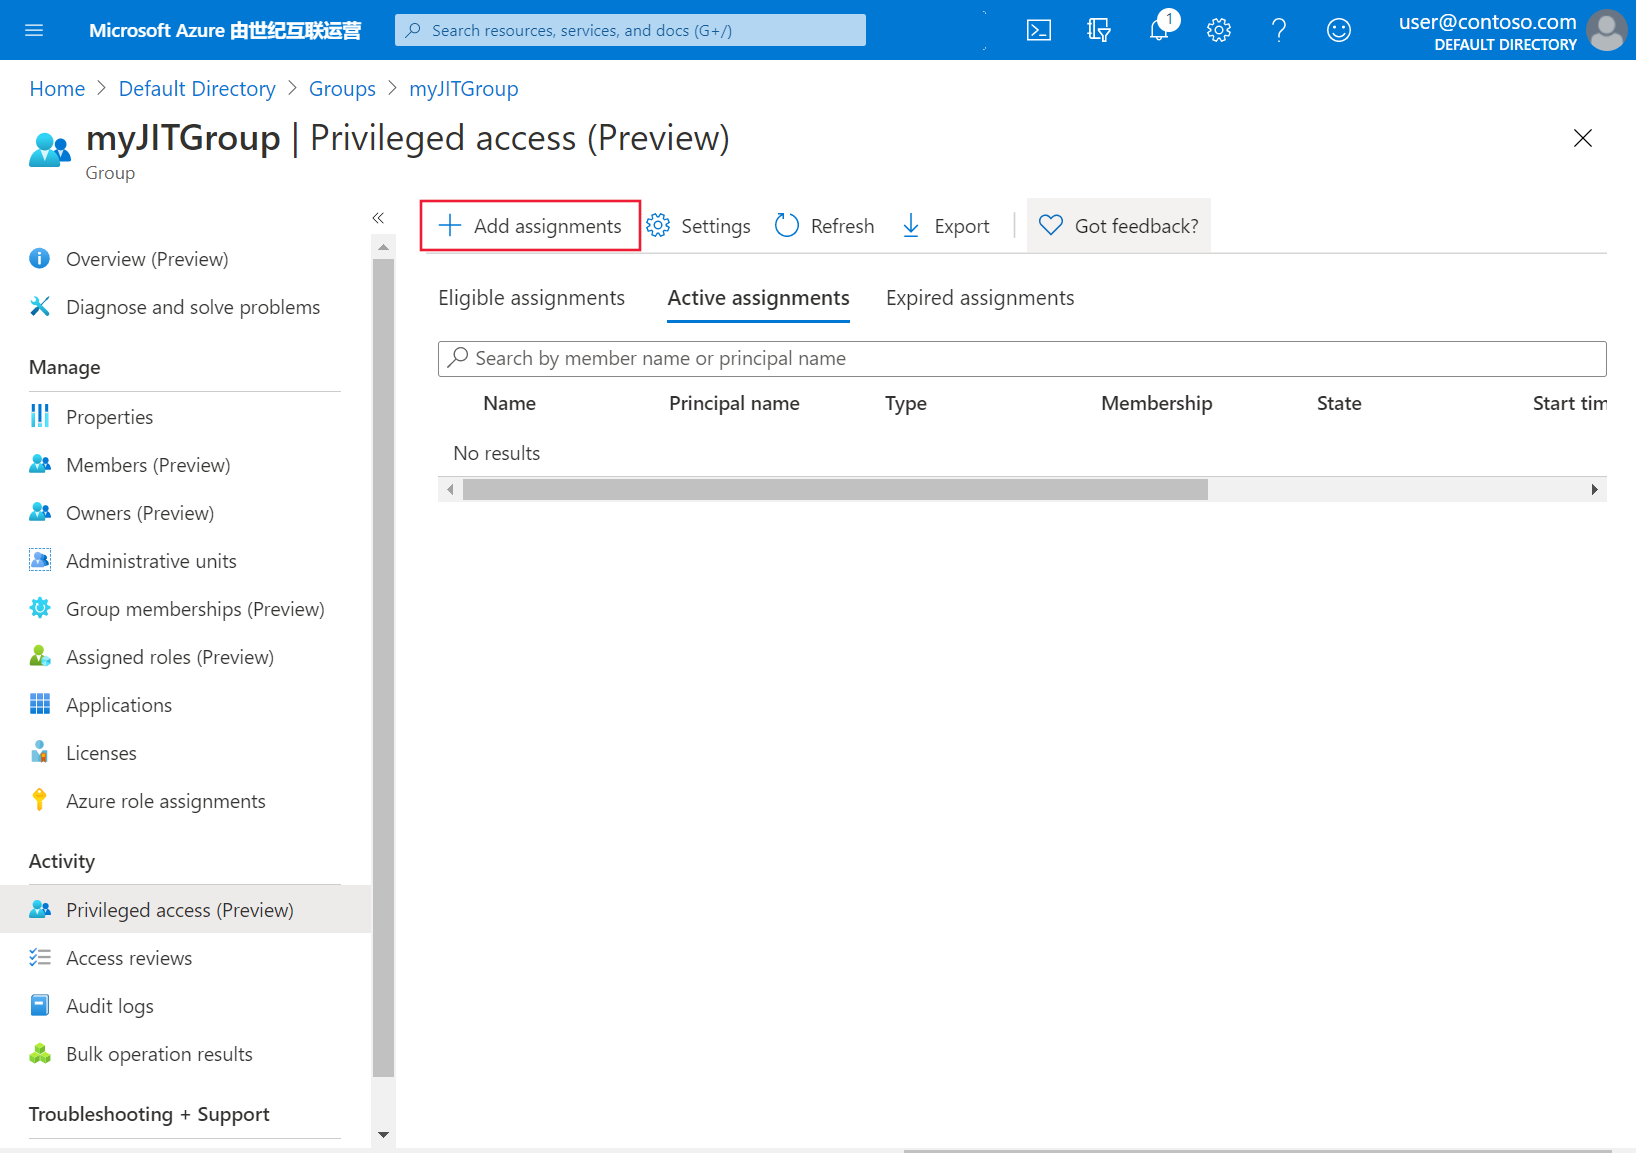 Microsoft Azure 由世纪互联运营
Search resources, services, and docs (G+/)
1
user@contoso.com
DEFAULT DIRECTORY
Home > Default Directory > Groups > myJITGroup
myJITGroup | Privileged access (Preview)
Group
«
Add assignments
Settings
Refresh
Export
Got feedback?
Overview (Preview)
Diagnose and solve problems
Manage
Properties
Members (Preview)
Owners (Preview)
Administrative units
Group memberships (Preview)
Assigned roles (Preview)
Applications
Licenses
Azure role assignments
Activity
Privileged access (Preview)
Access reviews
Audit logs
Bulk operation results
Troubleshooting + Support
Eligible assignments
Active assignments
Expired assignments
Search by member name or principal name
Name Principal name Type Membership State Start tim
No results